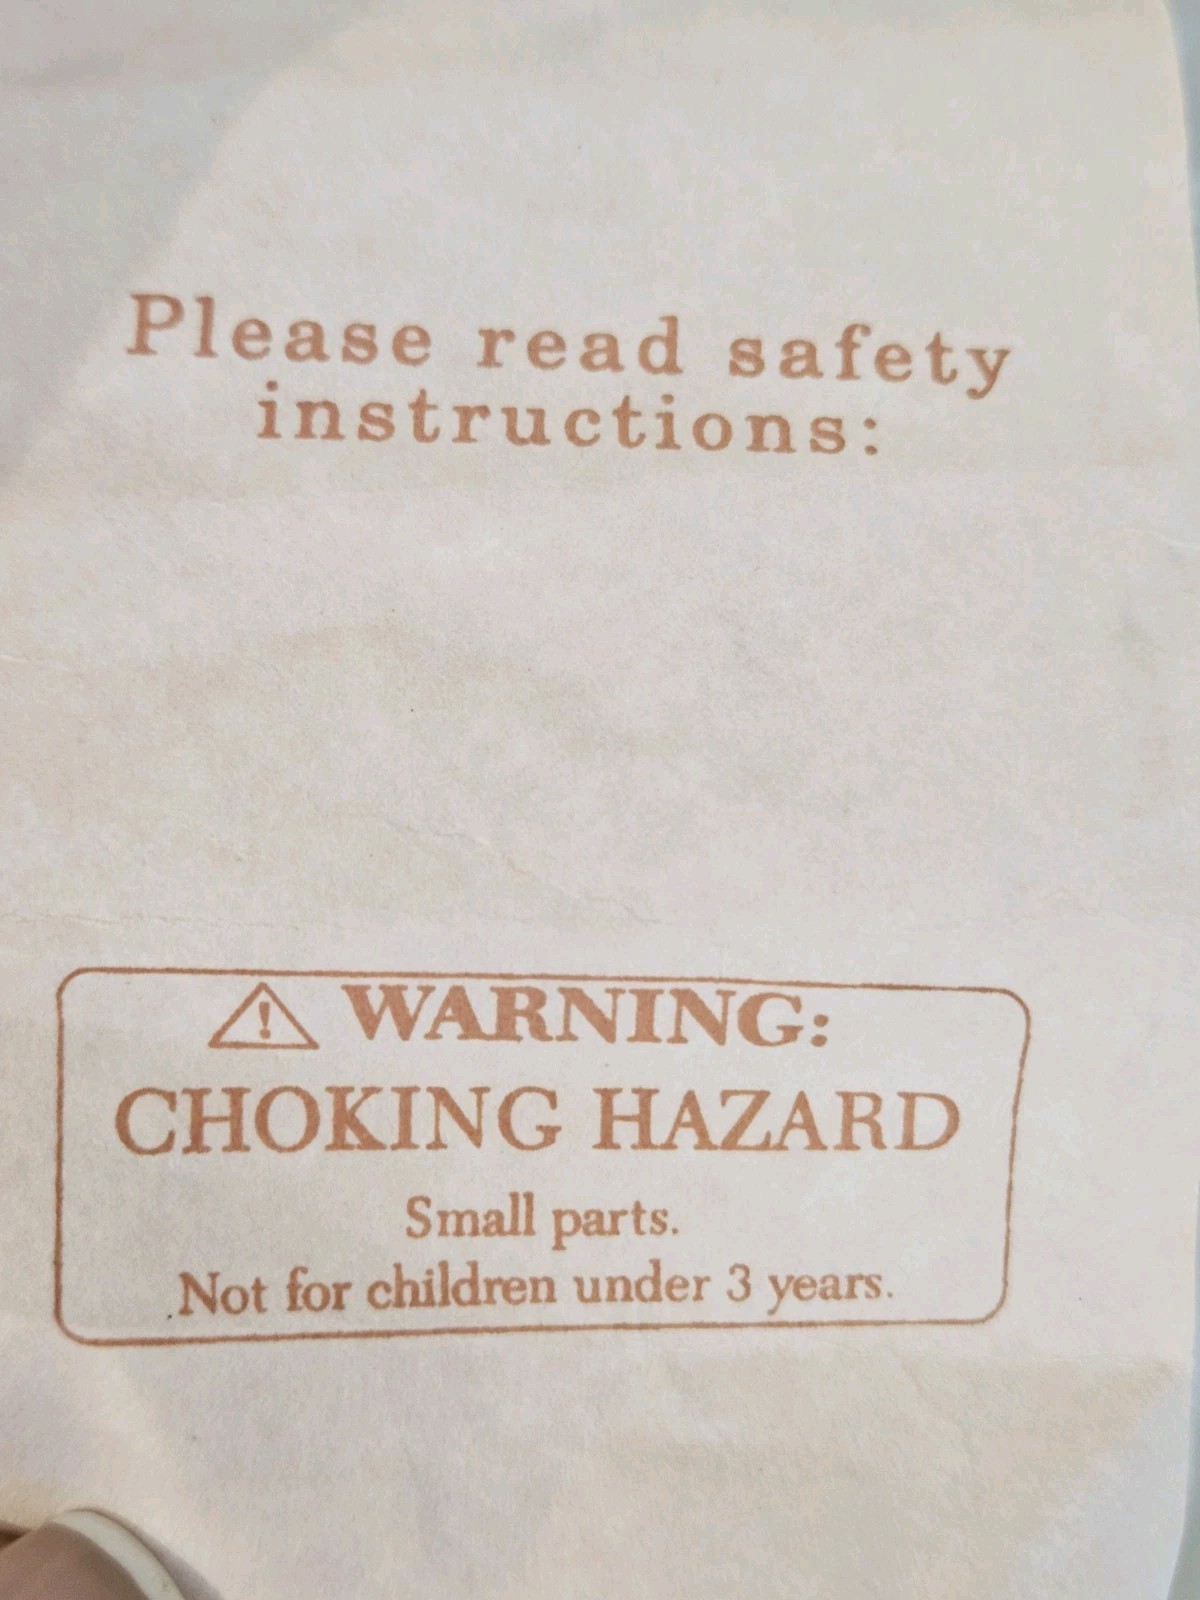 Please read safety
instructions:
⚠ WARNING:
CHOKING HAZARD
Small parts.
Not for children under 3 years.